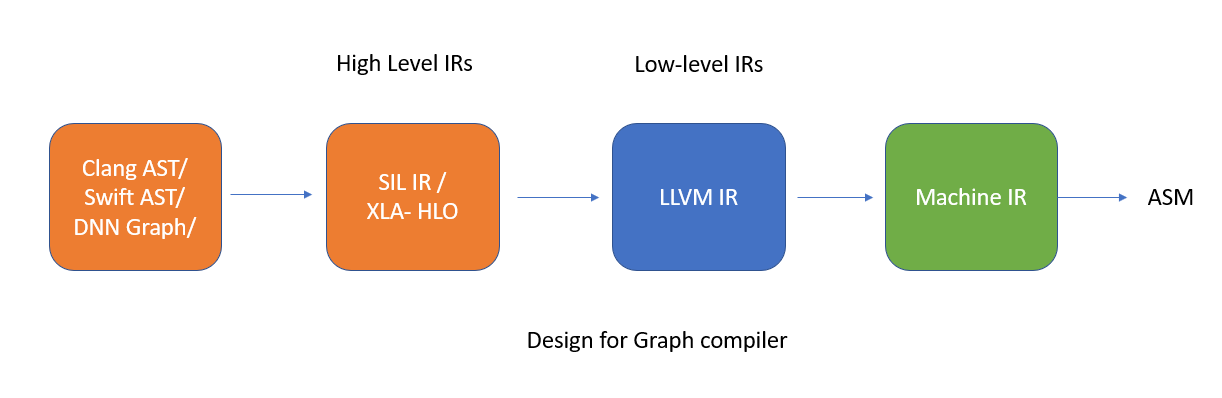 High Level IRs
Low-level IRs
Clang AST/
Swift AST/
DNN Graph/
SIL IR /
XLA- HLO
LLVM IR
Machine IR
ASM
Design for Graph compiler